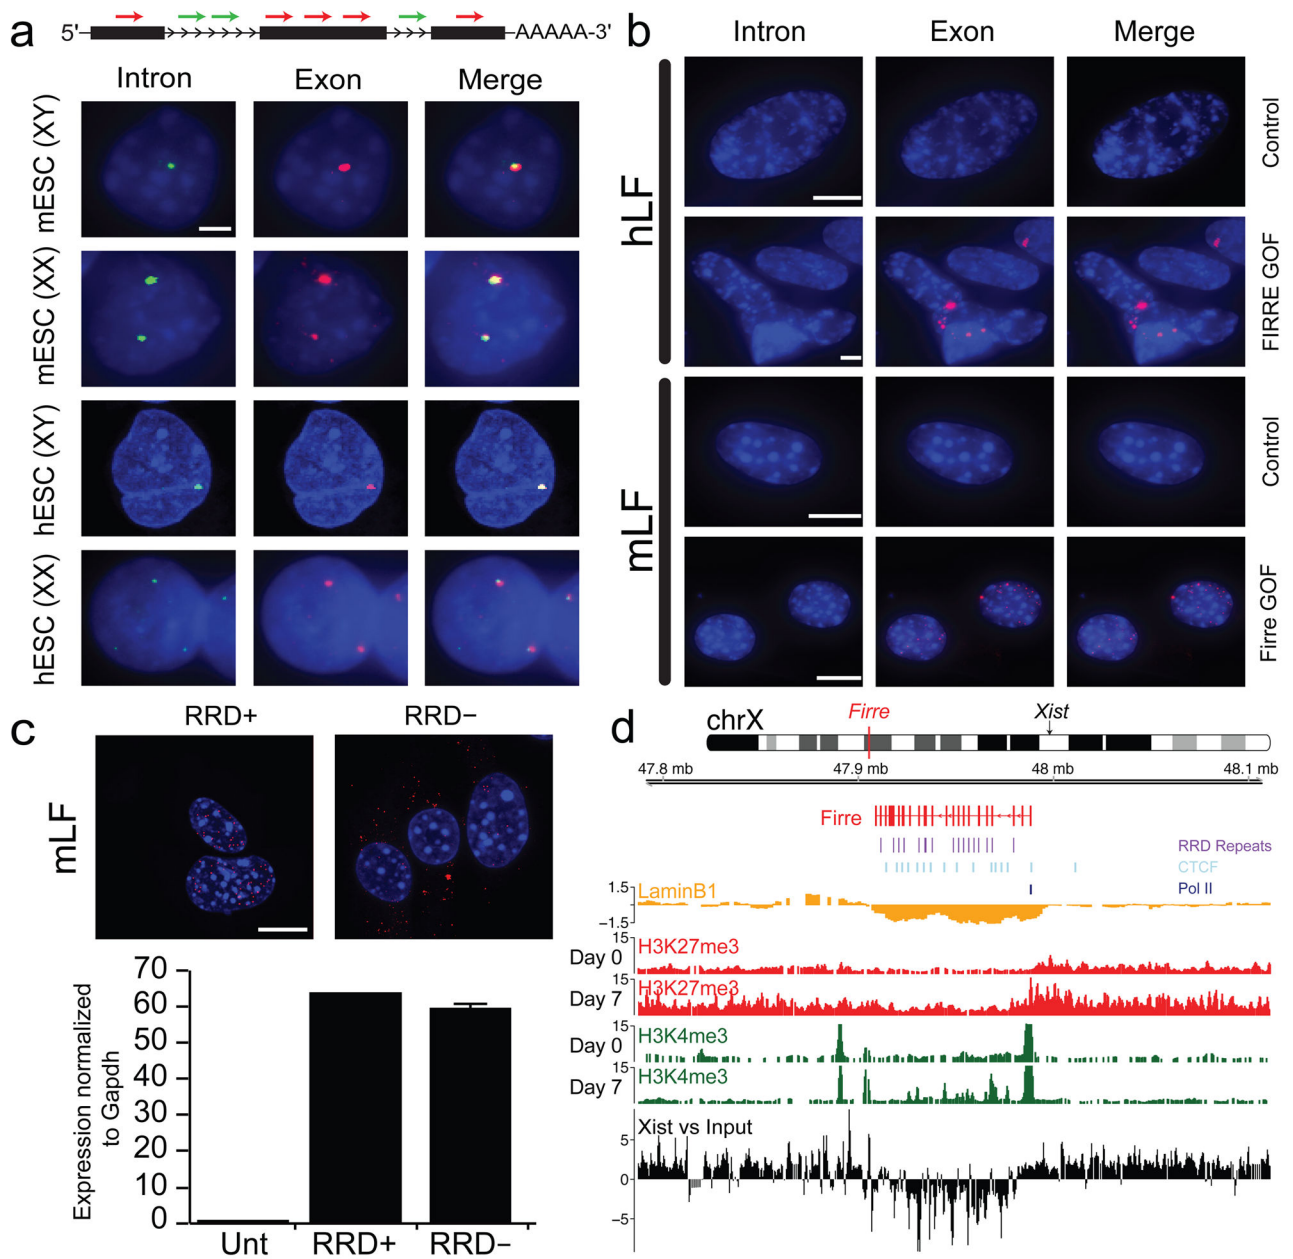 a
5'
AAAAA-3'
Intron
Exon
Merge
mESC (XY)
mESC (XX)
hESC (XY)
hESC (XX)
b
Intron
Exon
Merge
hLF
Control
FIRRE GOF
mLF
Control
Firre GOF
c
RRD+
RRD−
mLF
Expression normalized
to Gapdh
70
60
50
40
30
20
10
0
Unt
RRD+
RRD−
d
chrX
Firre
Xist
47.8 mb
47.9 mb
48 mb
48.1 mb
Firre
RRD Repeats
CTCF
Pol II
1.5
LaminB1
−1.5
15
H3K27me3
Day 0
15
H3K27me3
Day 7
15
H3K4me3
Day 0
15
H3K4me3
Day 7
Xist vs Input
5
0
−5